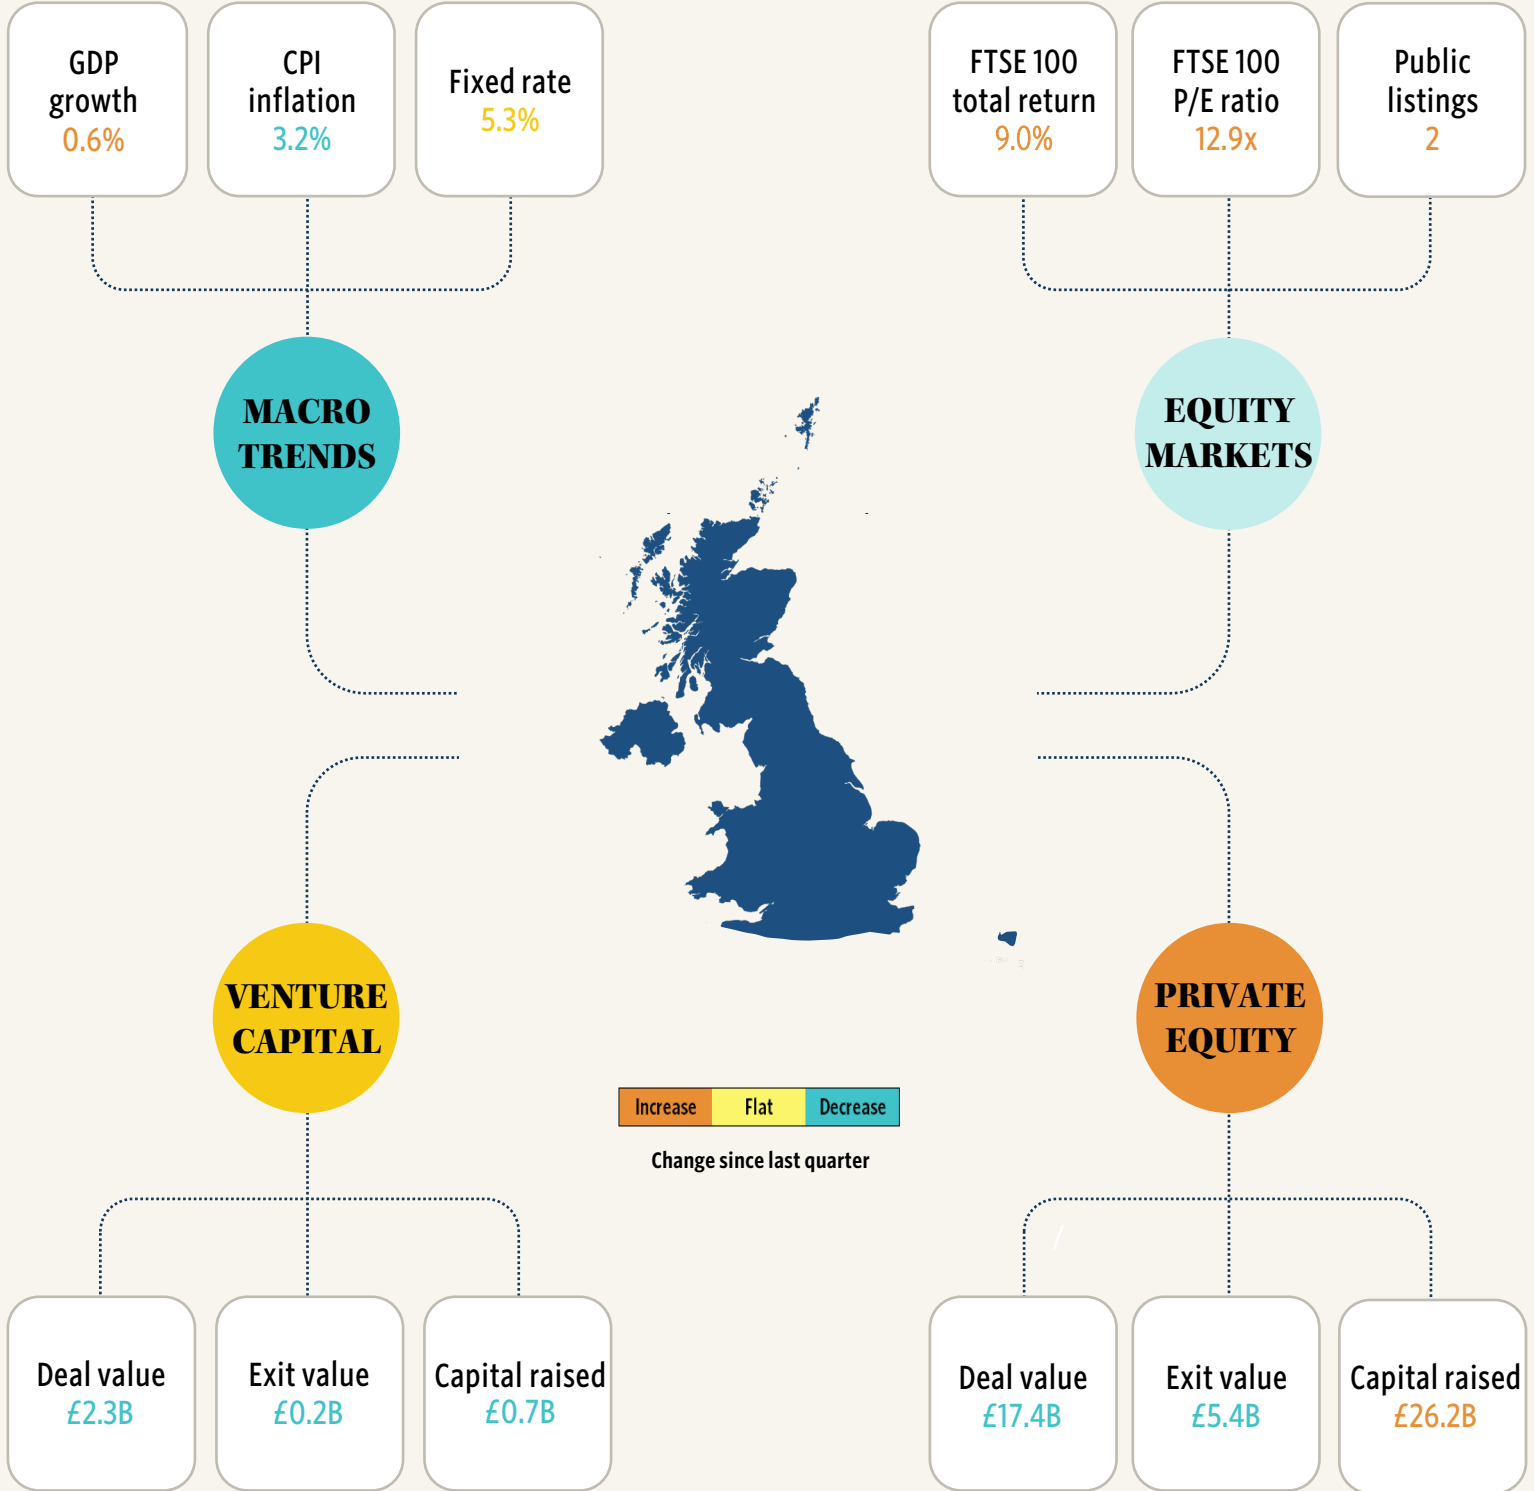 GDP
growth
0.6%
CPI
inflation
3.2%
Fixed rate
5.3%
FTSE 100
total return
9.0%
FTSE 100
P/E ratio
12.9x
Public
listings
2
MACRO
TRENDS
EQUITY
MARKETS
VENTURE
CAPITAL
PRIVATE
EQUITY
Increase
Flat
Decrease
Change since last quarter
Deal value
£2.3B
Exit value
£0.2B
Capital raised
£0.7B
Deal value
£17.4B
Exit value
£5.4B
Capital raised
£26.2B